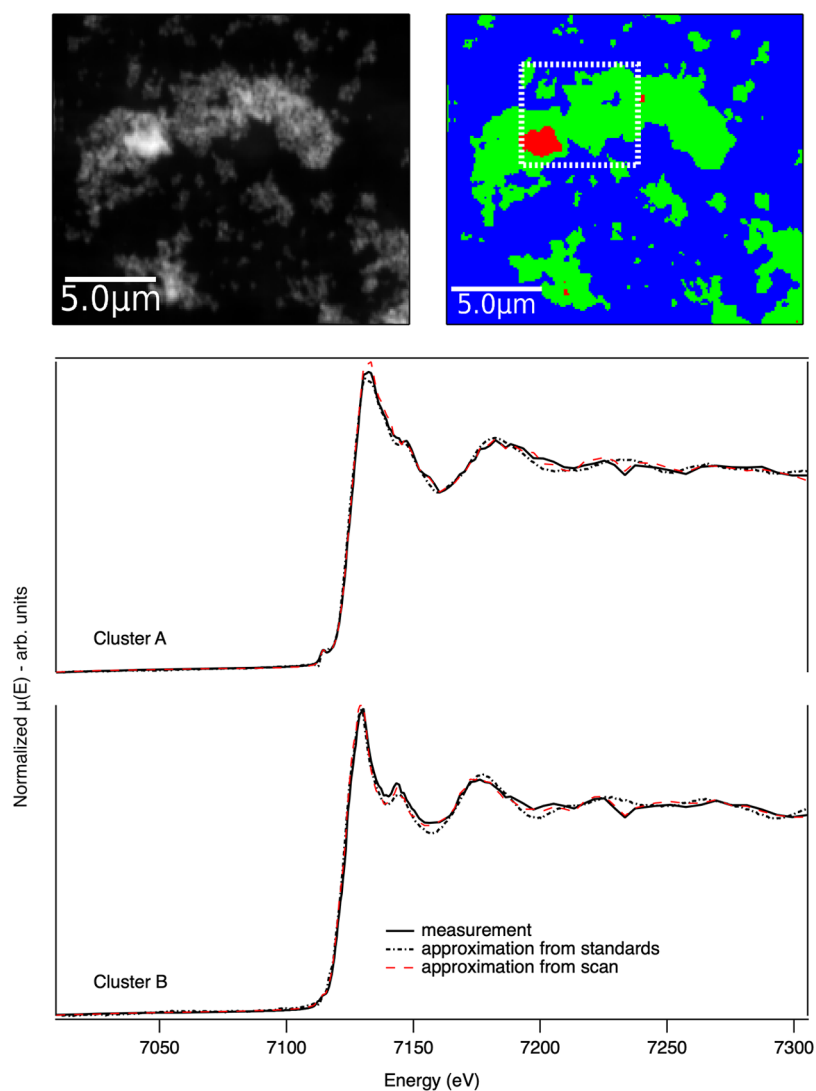 5.0μm
5.0μm
Normalized μ(E) - arb. units
Cluster A
Cluster B
measurement
approximation from standards
approximation from scan
7050
7100
7150
7200
7250
7300
Energy (eV)